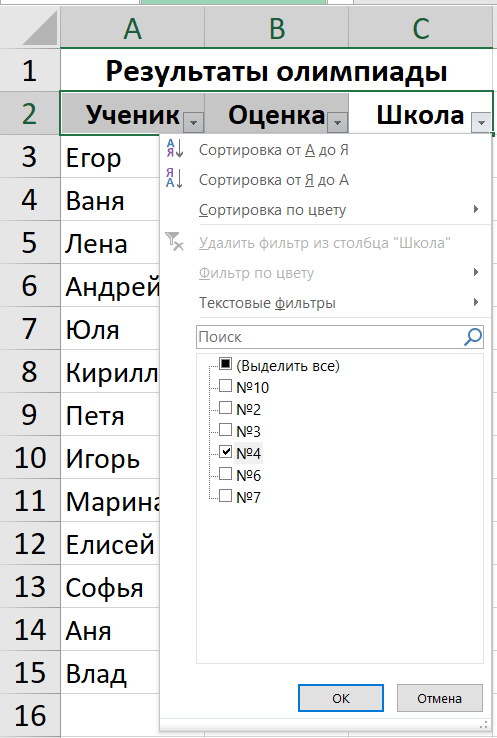 A B C
1 Результаты олимпиады
2 Ученик Оценка Школа
3 Егор
4 Ваня
5 Лена
6 Андрей
7 Юля
8 Кирилл
9 Петя
10 Игорь
11 Марина
12 Елисей
13 Софья
14 Аня
15 Влад
16
Сортировка от А до Я
Сортировка от Я до А
Сортировка по цвету
Удалить фильтр из столбца "Школа"
Фильтр по цвету
Текстовые фильтры
Поиск
(Выделить все)
№10
№2
№3
№4
№6
№7
ОК Отмена